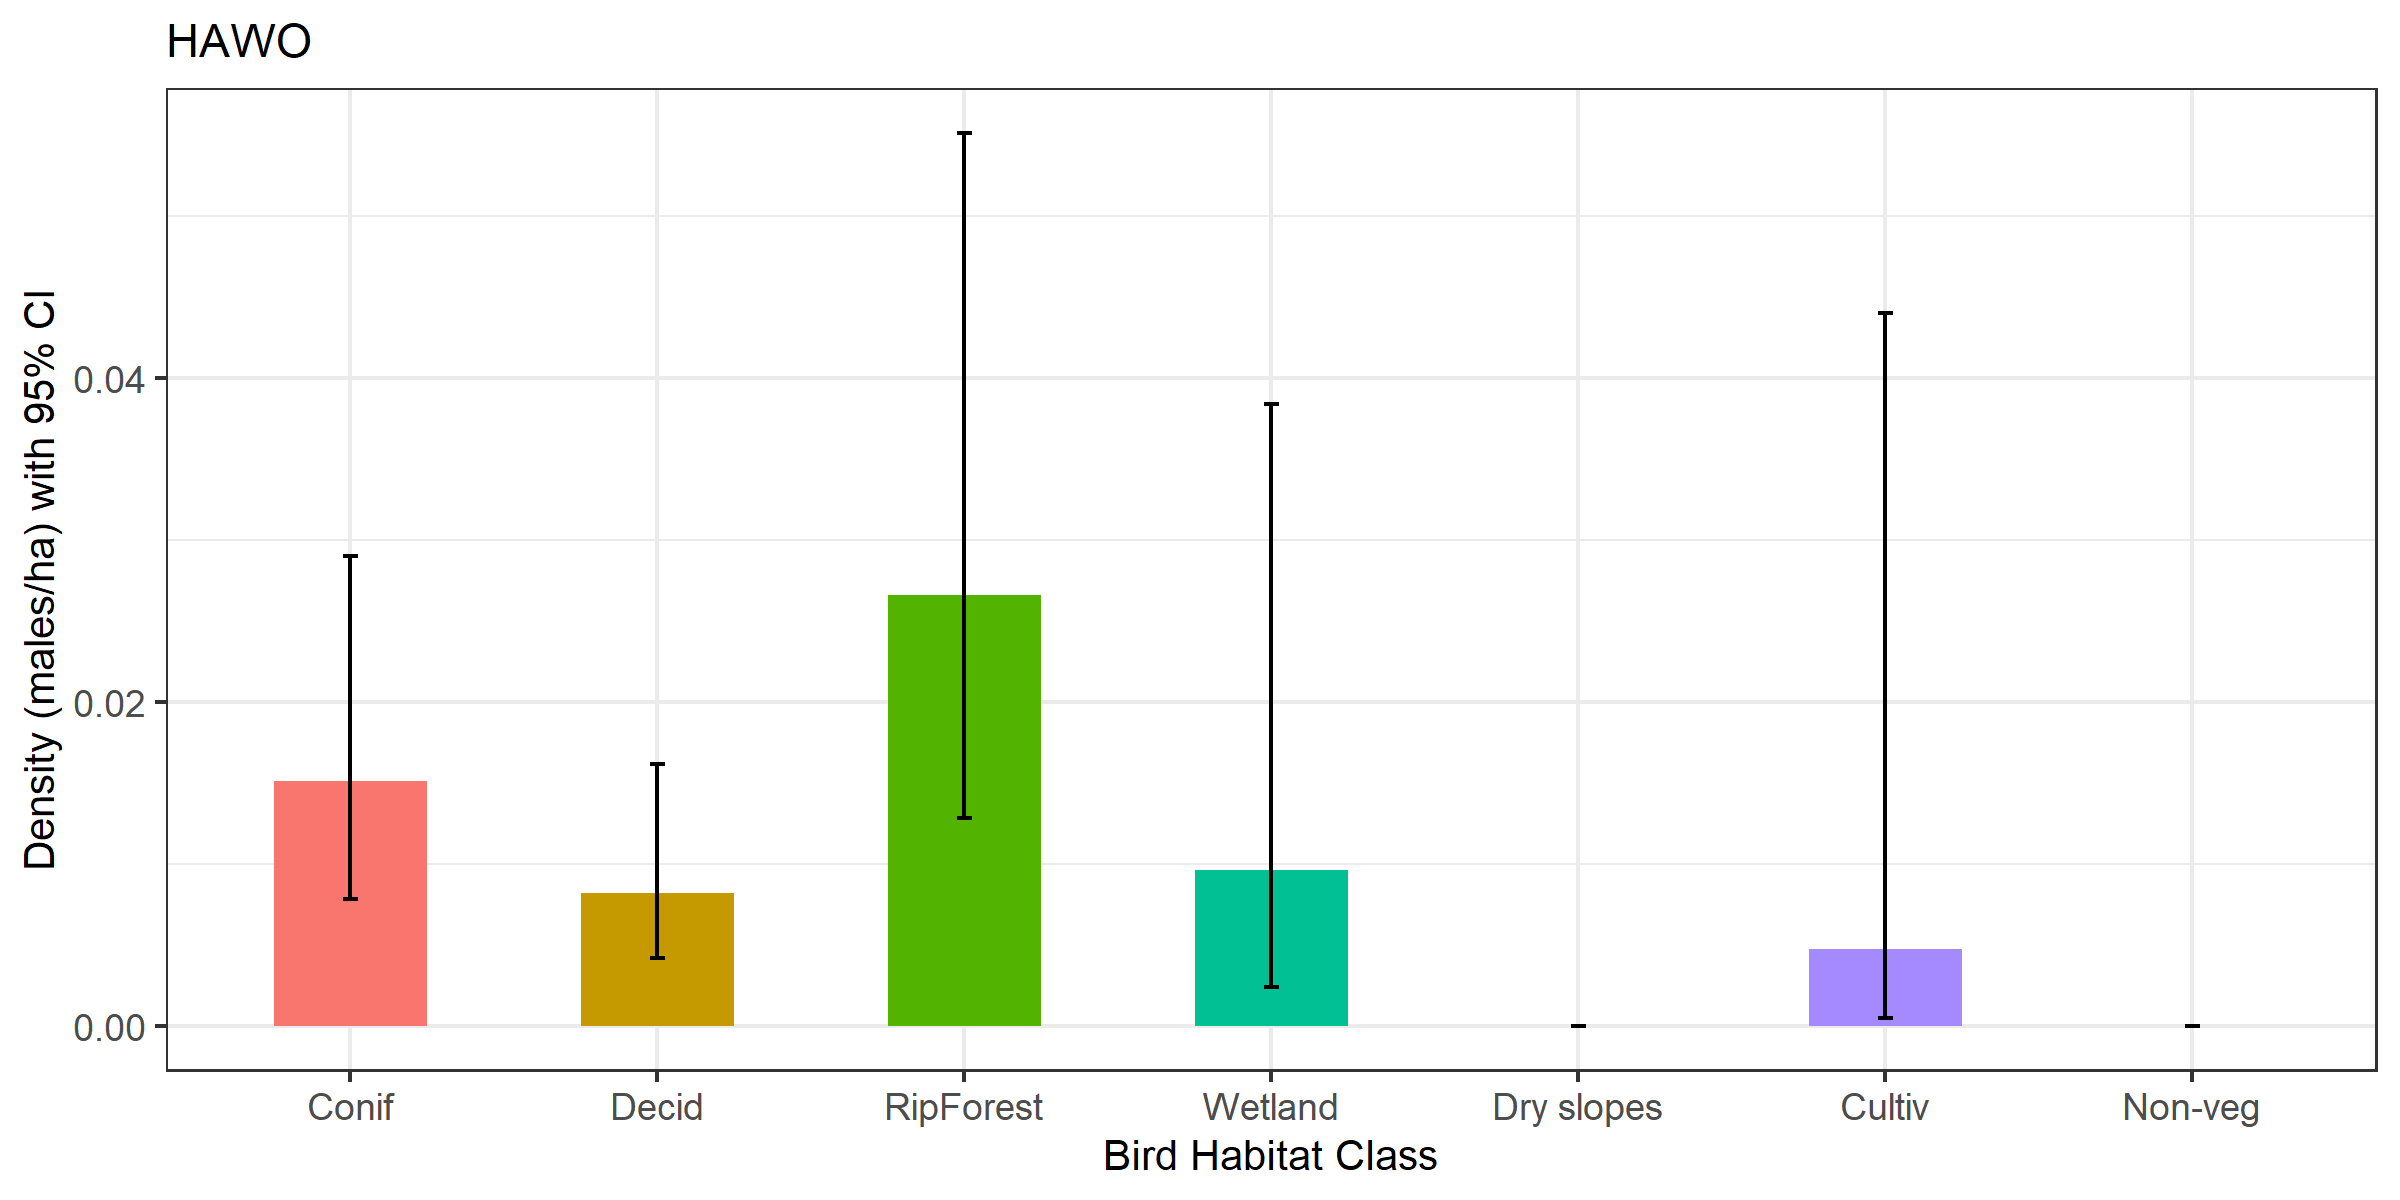 HAWO
Density (males/ha) with 95% CI
0.04
0.02
0.00
Conif Decid RipForest Wetland Dry slopes Cultiv Non-veg
Bird Habitat Class